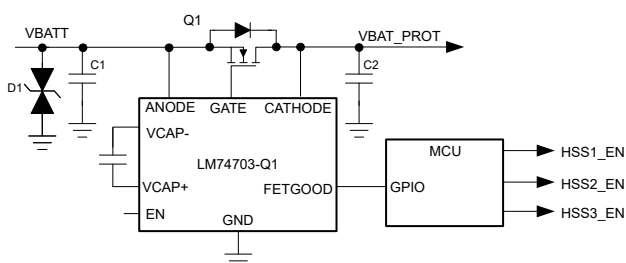 Q1
VBATT
VBAT_PROT
C1
C2
D1
ANODE
GATE
CATHODE
VCAP-
LM74703-Q1
VCAP+
FETGOOD
EN
GND
MCU
GPIO
HSS1_EN
HSS2_EN
HSS3_EN